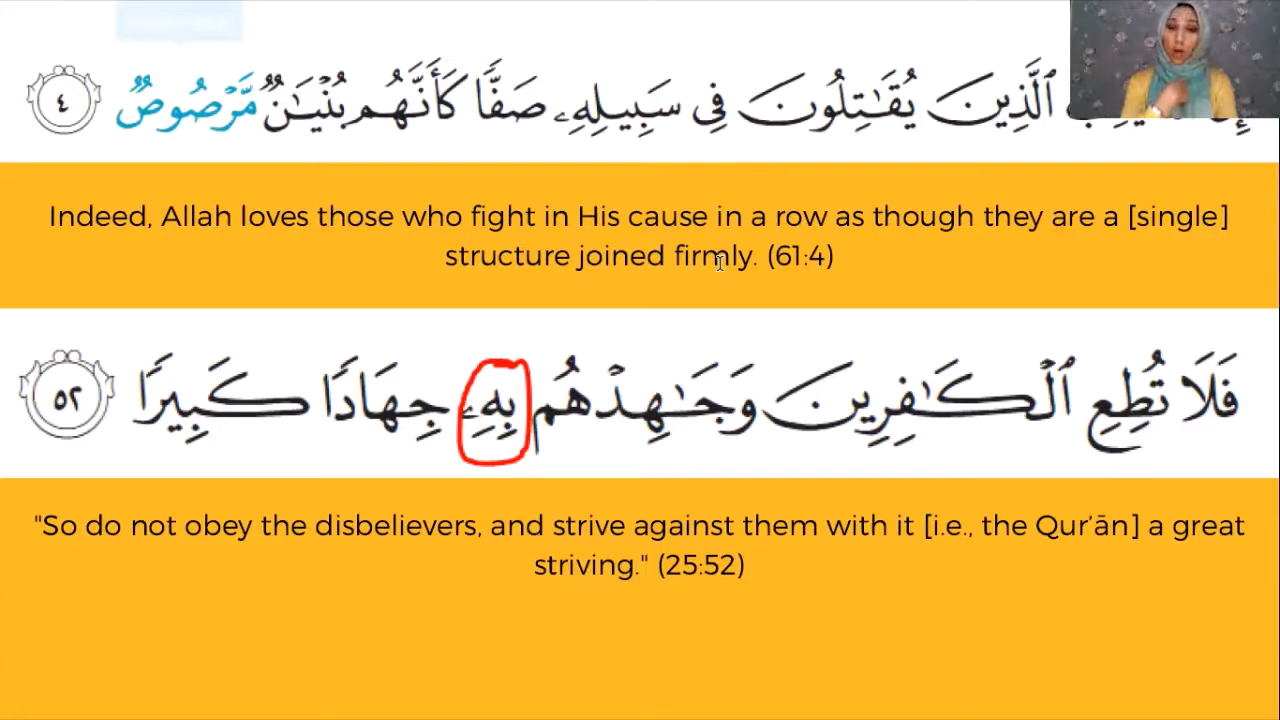 ٱلَّذِينَ يُقَـٰتِلُونَ فِى سَبِيلِهِۦ صَفًّا كَأَنَّهُم بُنْيَـٰنٌ مَّرْصُوصٌ ٤
Indeed, Allah loves those who fight in His cause in a row as though they are a [single]
structure joined firmly. (61:4)
فَلَا تُطِعِ ٱلْكَـٰفِرِينَ وَجَـٰهِدْهُم بِهِۦ جِهَادًا كَبِيرًا ٥٢
"So do not obey the disbelievers, and strive against them with it [i.e., the Qur’ān] a great
striving." (25:52)